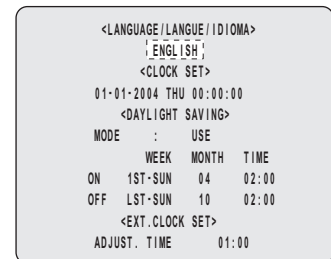 <LANGUAGE/LANGUE/IDIOMA>
ENGLISH
<CLOCK SET>
01-01-2004 THU 00:00:00
<DAYLIGHT SAVING>
MODE : USE
WEEK MONTH TIME
ON 1ST-SUN 04 02:00
OFF LST-SUN 10 02:00
<EXT.CLOCK SET>
ADJUST. TIME 01:00